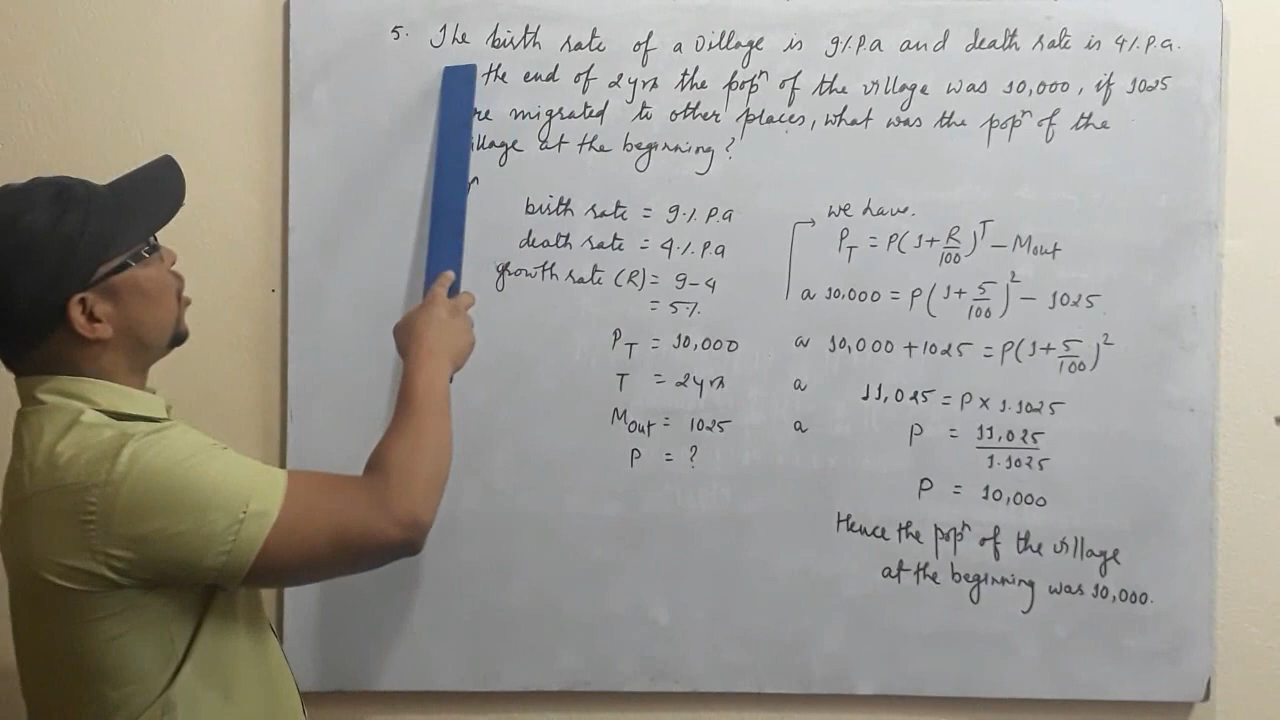 5. The birth rate of a village is 9% p.a and death rate is 4% p.a.
the end of 2 yrs the popⁿ of the village was 10,000, if 1025
re migrated to other places, what was the popⁿ of the
illage at the beginning?
birth rate = 9% p.a
death rate = 4% p.a
growth rate (R) = 9-4
= 5%
P_T = 10,000
T = 2 yrs
M_out = 1025
P = ?
we have.
P_T = P(1+R/100)^T - M_out
a 10,000 = P(1+5/100)^2 - 1025
a 10,000 + 1025 = P(1+5/100)^2
a 11,025 = P × 1.1025
a P = 11,025/1.1025
P = 10,000
Hence the popⁿ of the village
at the beginning was 10,000.